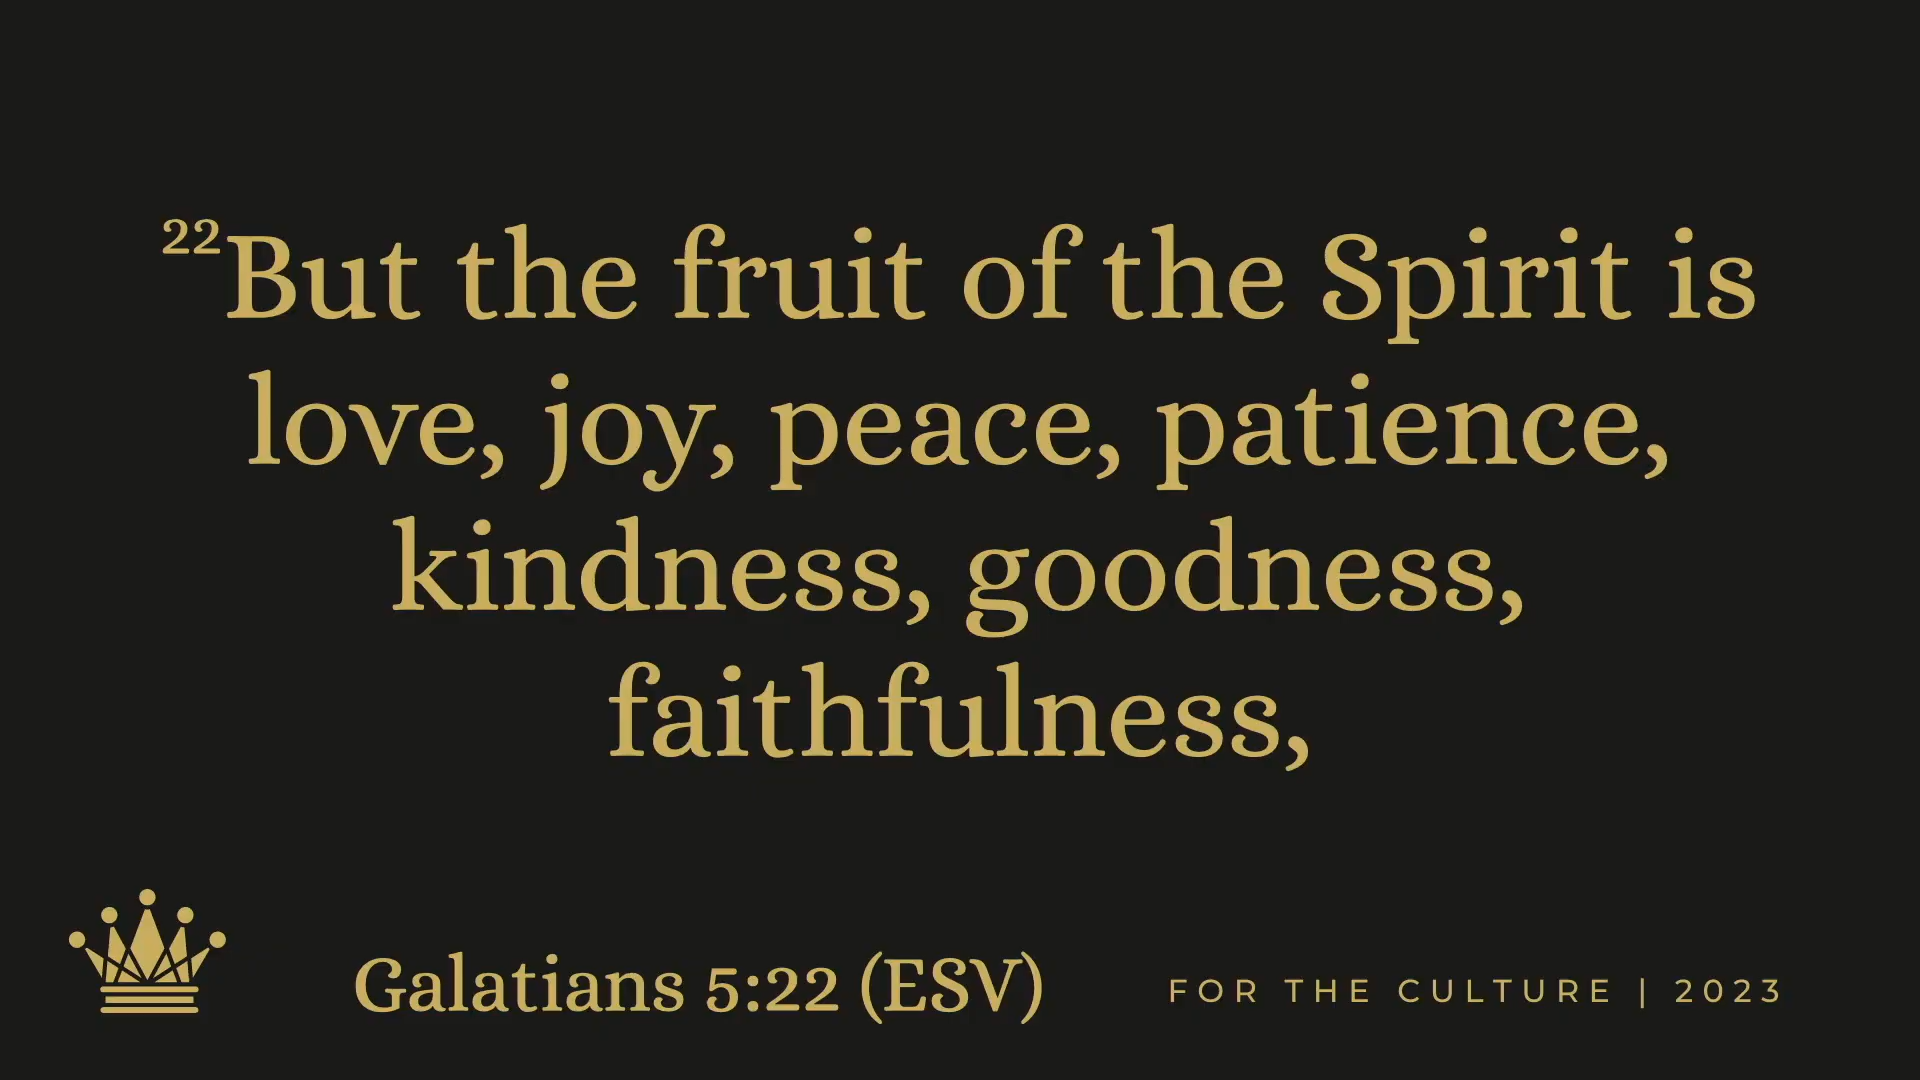 ²²But the fruit of the Spirit is
love, joy, peace, patience,
kindness, goodness,
faithfulness,
Galatians 5:22 (ESV)
FOR THE CULTURE | 2023